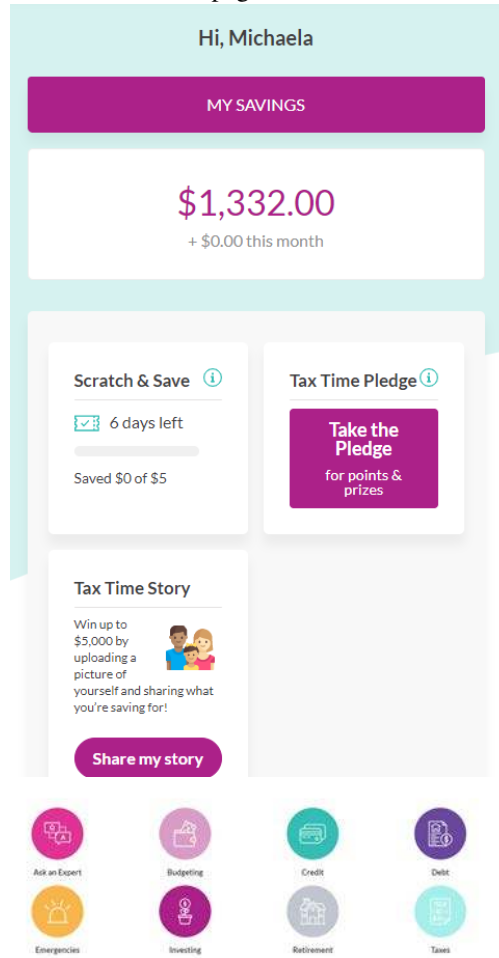 Hi, Michaela
MY SAVINGS
$1,332.00
+ $0.00 this month
Scratch & Save
6 days left
Saved $0 of $5
Tax Time Pledge
Take the
Pledge
for points &
prizes
Tax Time Story
Win up to
$5,000 by
uploading a
picture of
yourself and sharing what
you're saving for!
Share my story
Ask an Expert
Budgeting
Credit
Debt
Emergencies
Investing
Retirement
Taxes